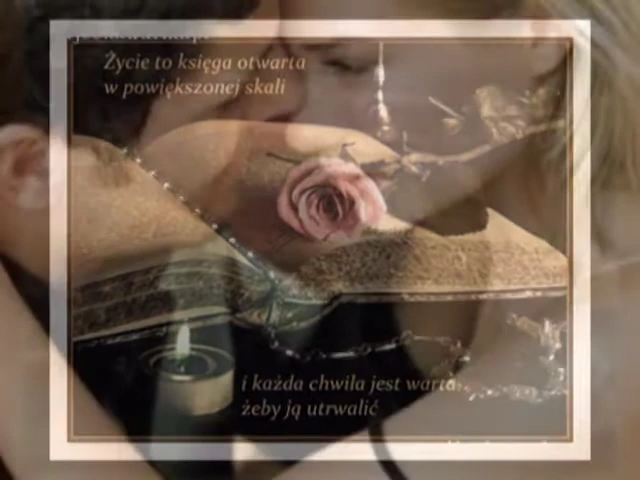 Życie to księga otwarta
w powiększonej skali
i każda chwila jest warta
żeby ją utrwalić